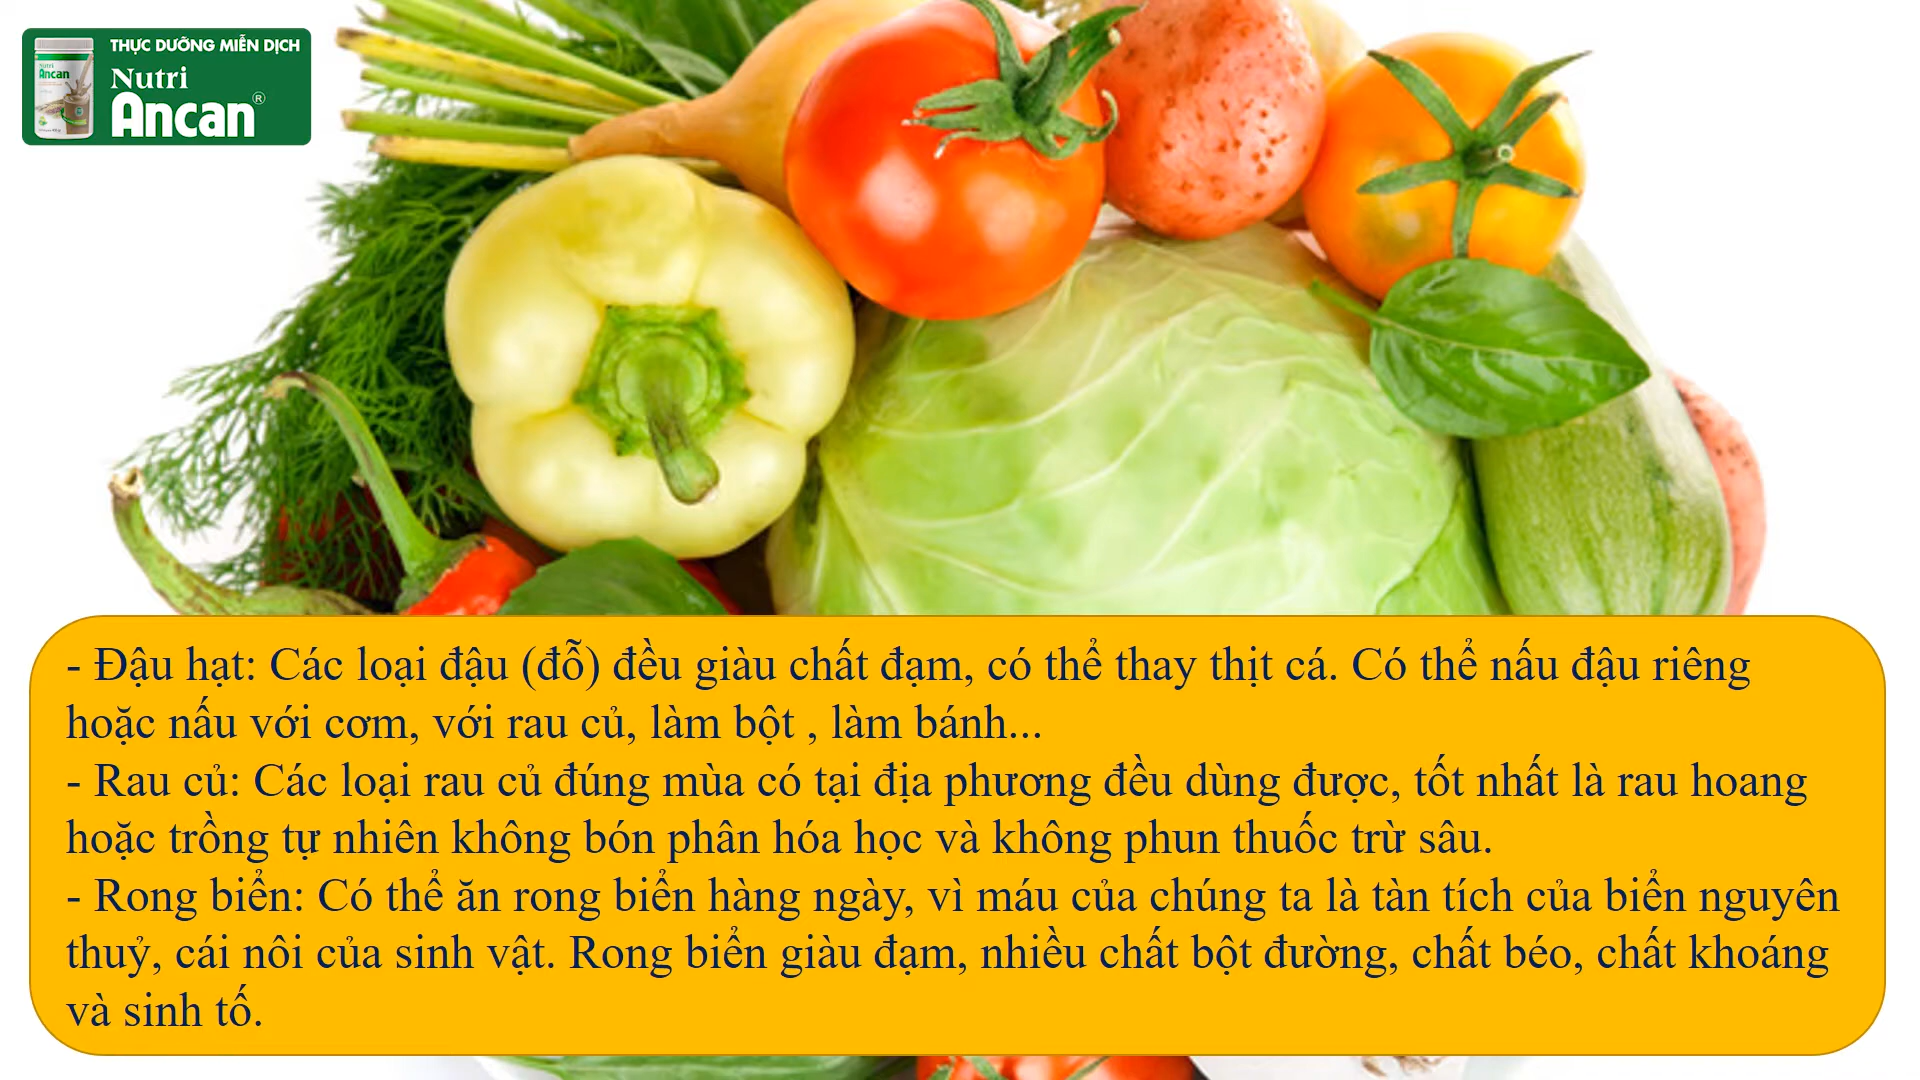 THỰC DƯỠNG MIỄN DỊCH
Nutri
Ancan®
Nutri
Ancan
- Đậu hạt: Các loại đậu (đỗ) đều giàu chất đạm, có thể thay thịt cá. Có thể nấu đậu riêng
hoặc nấu với cơm, với rau củ, làm bột , làm bánh...
- Rau củ: Các loại rau củ đúng mùa có tại địa phương đều dùng được, tốt nhất là rau hoang
hoặc trồng tự nhiên không bón phân hóa học và không phun thuốc trừ sâu.
- Rong biển: Có thể ăn rong biển hàng ngày, vì máu của chúng ta là tàn tích của biển nguyên
thuỷ, cái nôi của sinh vật. Rong biển giàu đạm, nhiều chất bột đường, chất béo, chất khoáng
và sinh tố.